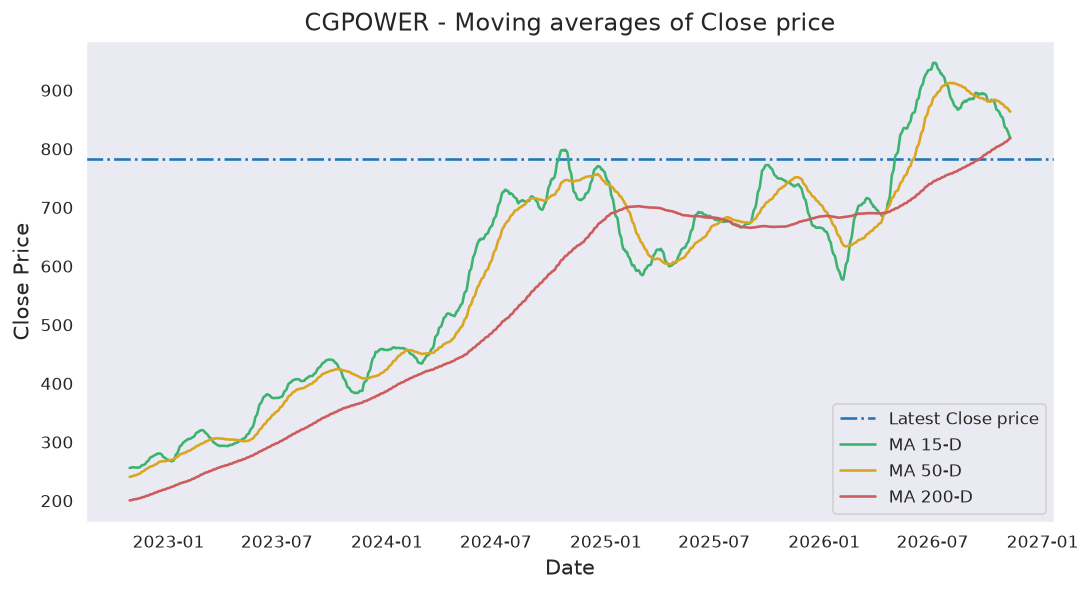 CGPOWER - Moving averages of Close price
Close Price
900
800
700
600
500
400
300
200
Latest Close price
MA 15-D
MA 50-D
MA 200-D
2023-01 2023-07 2024-01 2024-07 2025-01 2025-07 2026-01 2026-07 2027-01
Date